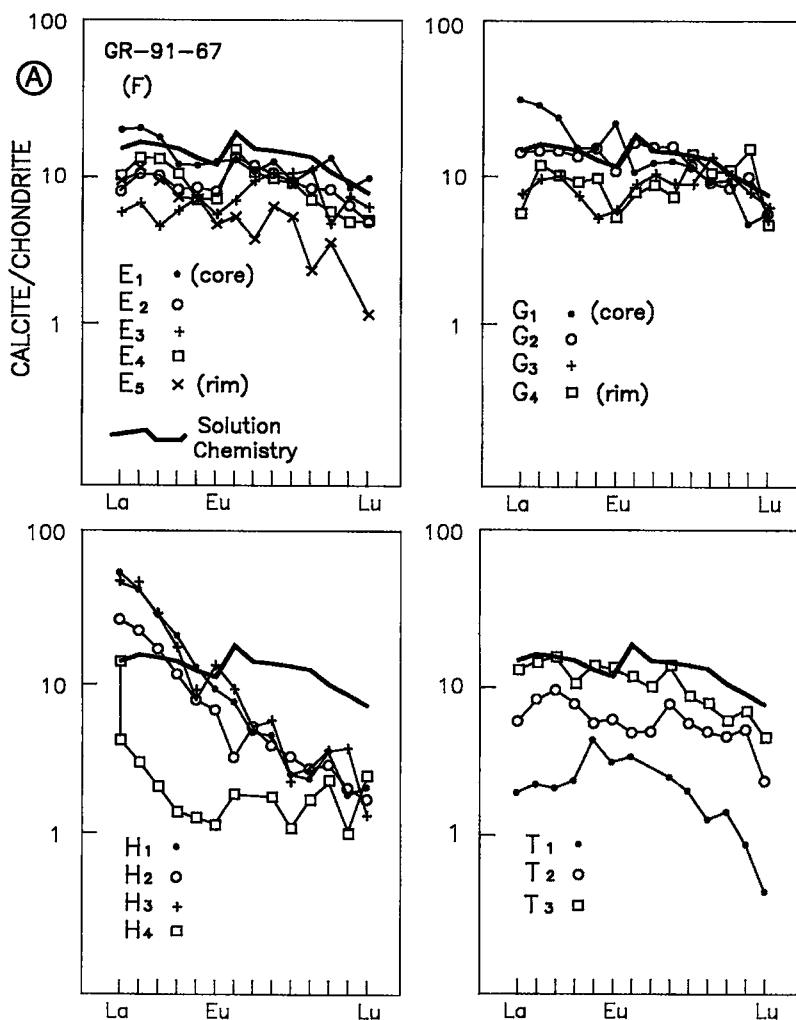 A
CALCITE/CHONDRITE
100
10
1
GR-91-67
(F)
E1 (core)
E2
E3
E4
E5 (rim)
Solution
Chemistry
La Eu Lu
100
10
1
G1 (core)
G2
G3
G4 (rim)
La Eu Lu
100
10
1
H1
H2
H3
H4
La Eu Lu
100
10
1
T1
T2
T3
La Eu Lu